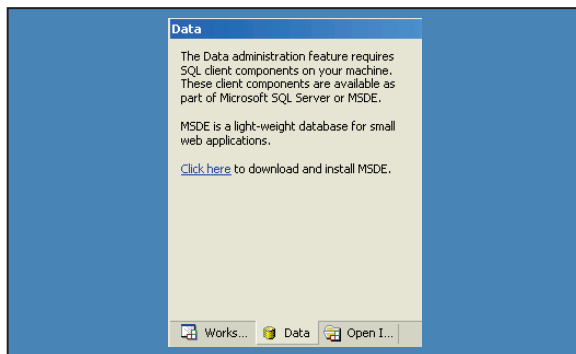 Data
The Data administration feature requires
SQL client components on your machine.
These client components are available as
part of Microsoft SQL Server or MSDE.
MSDE is a light-weight database for small
web applications.
Click here to download and install MSDE.
Works... Data Open I...